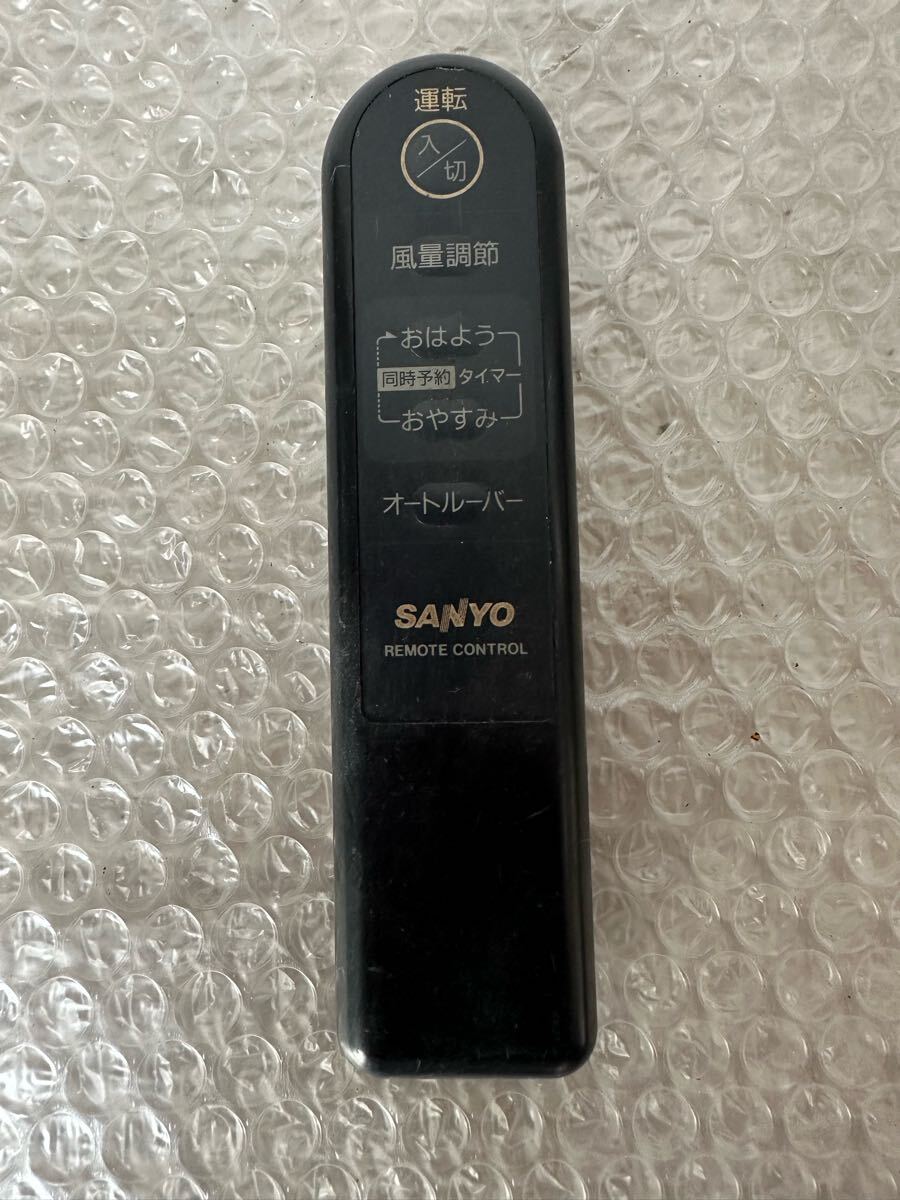 運転
入/切
風量調節
おはよう
同時予約 タイマー
おやすみ
オートルーバー
SANYO
REMOTE CONTROL